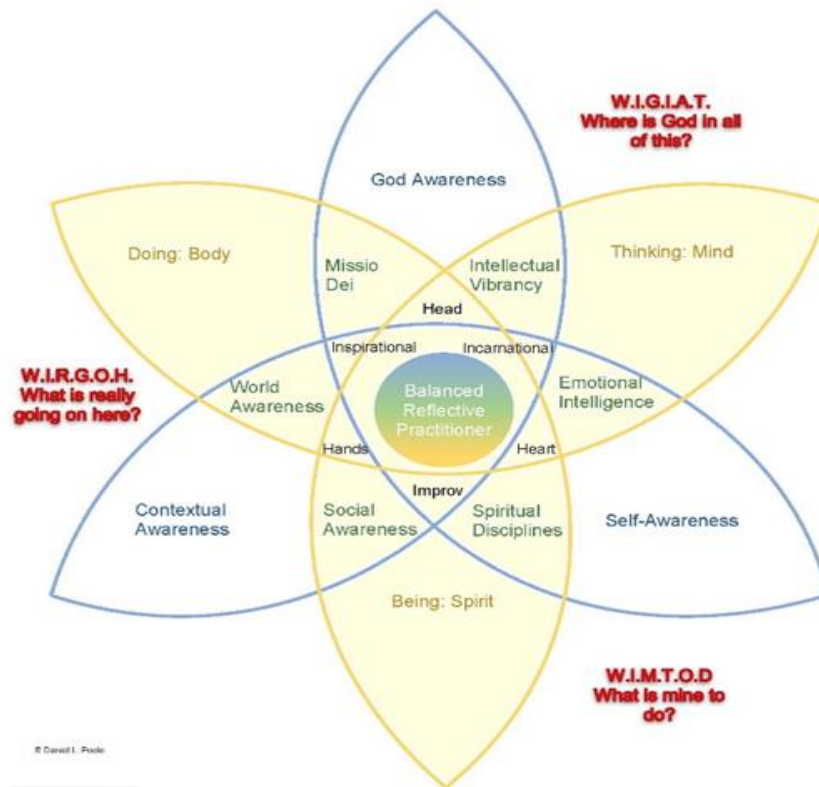 W.I.G.I.A.T.
Where is God in all
of this?
God Awareness
Doing: Body
Thinking: Mind
Missio
Dei
Intellectual
Vibrancy
Head
Inspirational
Incarnational
W.I.R.G.O.H.
What is really
going on here?
World
Awareness
Balanced
Reflective
Practitioner
Emotional
Intelligence
Hands
Heart
Improv
Contextual
Awareness
Social
Awareness
Spiritual
Disciplines
Self-Awareness
Being: Spirit
W.I.M.T.O.D
What is mine to
do?
© Daniel L. Poole